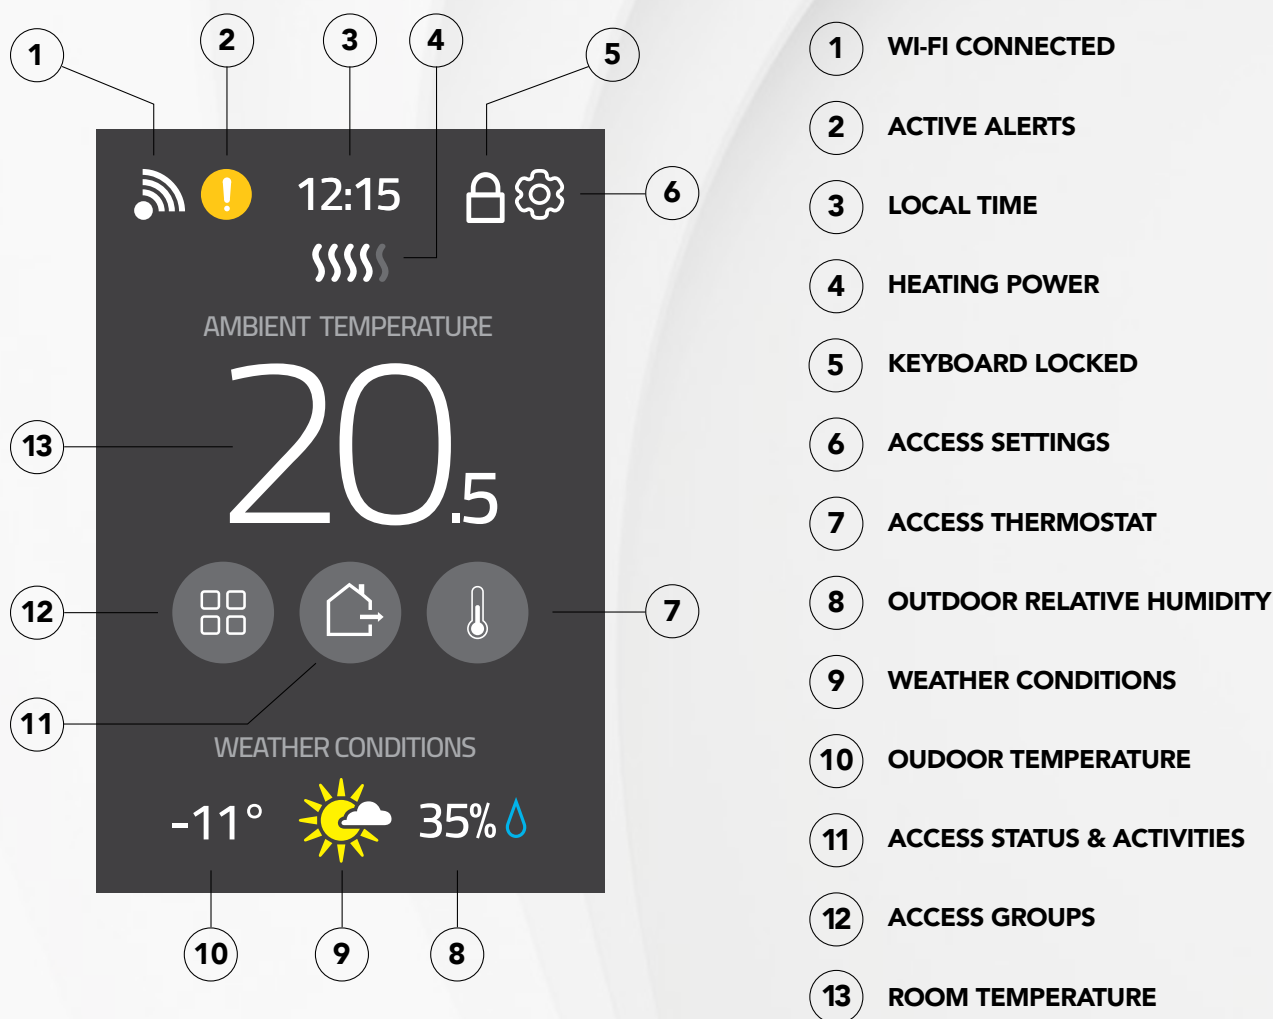 1
2
3
4
5
12:15
6
AMBIENT TEMPERATURE
20.5
13
12
7
11
WEATHER CONDITIONS
-11°
35%
10
9
8
1 WI-FI CONNECTED
2 ACTIVE ALERTS
3 LOCAL TIME
4 HEATING POWER
5 KEYBOARD LOCKED
6 ACCESS SETTINGS
7 ACCESS THERMOSTAT
8 OUTDOOR RELATIVE HUMIDITY
9 WEATHER CONDITIONS
10 OUDOOR TEMPERATURE
11 ACCESS STATUS & ACTIVITIES
12 ACCESS GROUPS
13 ROOM TEMPERATURE